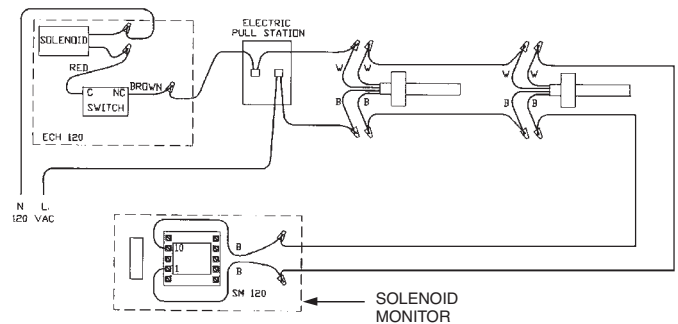 ELECTRIC
PULL STATION
SOLENOID
RED
BROWN
C NC
SWITCH
ECH 120
W W
B B
W W
B B
N L.
120 VAC
10
1
B
B
SM 120
SOLENOID
MONITOR